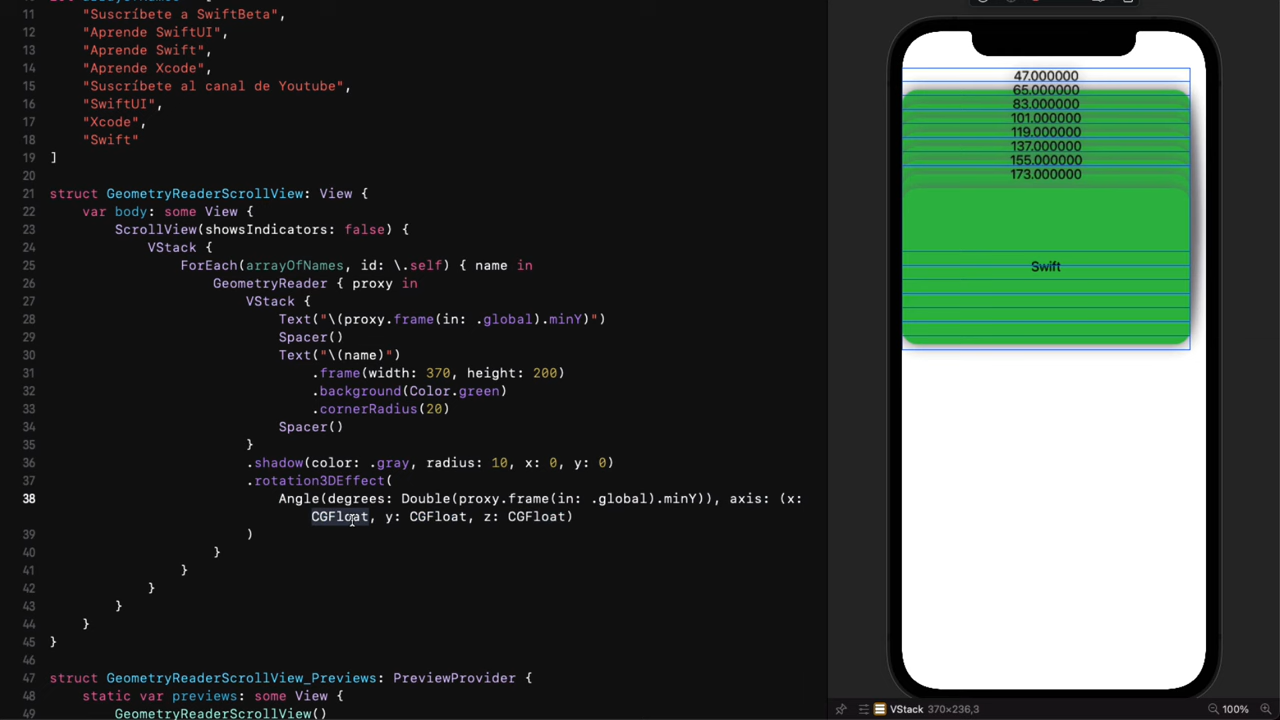 11 "Suscríbete a SwiftBeta",
12 "Aprende SwiftUI",
13 "Aprende Swift",
14 "Aprende Xcode",
15 "Suscríbete al canal de Youtube",
16 "SwiftUI",
17 "Xcode",
18 "Swift"
19 ]
20
21 struct GeometryReaderScrollView: View {
22 var body: some View {
23 ScrollView(showsIndicators: false) {
24 VStack {
25 ForEach(arrayOfNames, id: \.self) { name in
26 GeometryReader { proxy in
27 VStack {
28 Text("\(proxy.frame(in: .global).minY)")
29 Spacer()
30 Text("\(name)")
31 .frame(width: 370, height: 200)
32 .background(Color.green)
33 .cornerRadius(20)
34 Spacer()
35 }
36 .shadow(color: .gray, radius: 10, x: 0, y: 0)
37 .rotation3DEffect(
38 Angle(degrees: Double(proxy.frame(in: .global).minY)), axis: (x:
CGFloat, y: CGFloat, z: CGFloat)
39 )
40 }
41 }
42 }
43 }
44 }
45 }
46
47 struct GeometryReaderScrollView_Previews: PreviewProvider {
48 static var previews: some View {
49 GeometryReaderScrollView()
47.000000
65.000000
83.000000
101.000000
119.000000
137.000000
155.000000
173.000000
Swift
VStack 370×236,3
100%